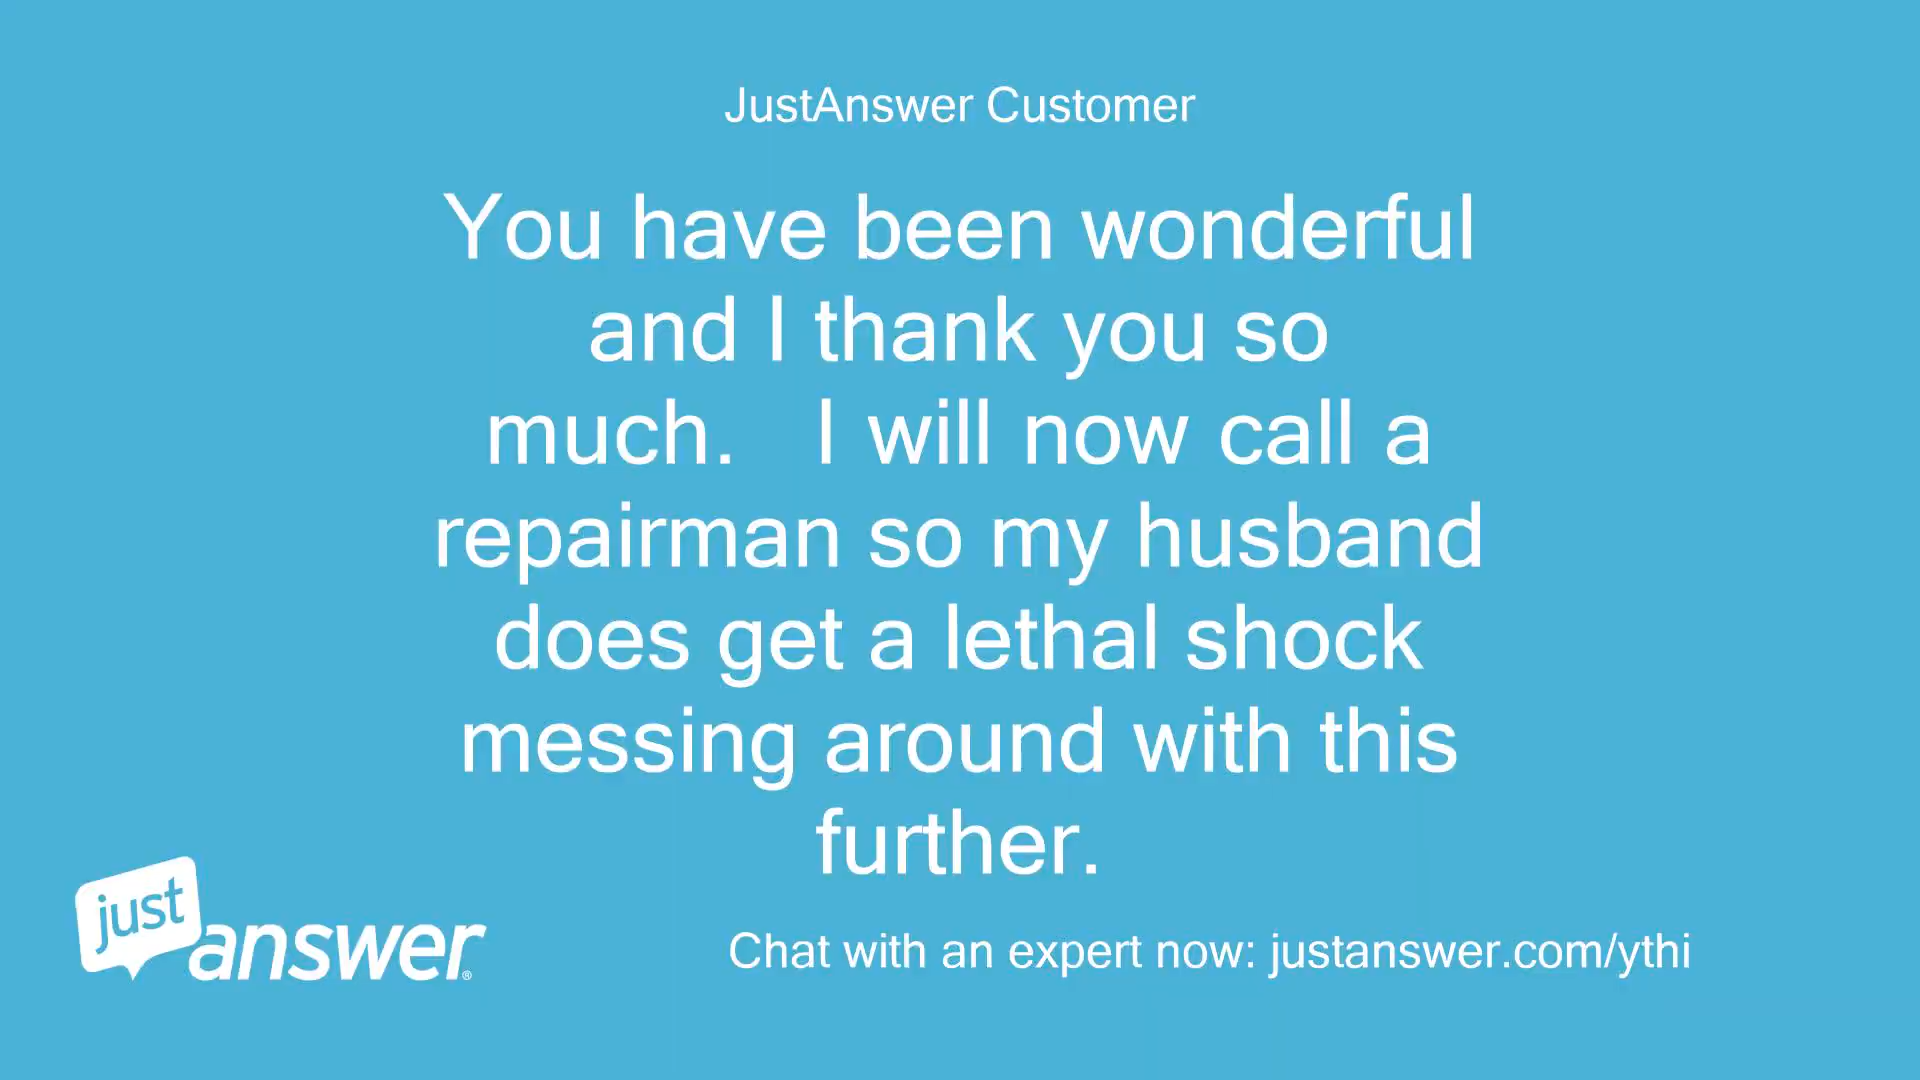 JustAnswer Customer
You have been wonderful
and I thank you so
much.   I will now call a
repairman so my husband
does get a lethal shock
messing around with this
further.
just
answer®
Chat with an expert now: justanswer.com/ythi